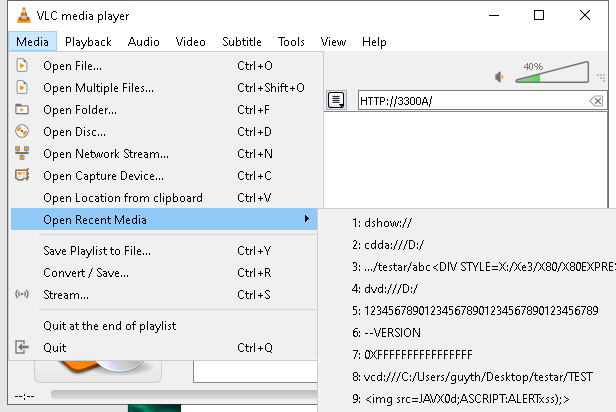 VLC media player
Media Playback Audio Video Subtitle Tools View Help
Open File... Ctrl+O
Open Multiple Files... Ctrl+Shift+O
Open Folder... Ctrl+F
Open Disc... Ctrl+D
Open Network Stream... Ctrl+N
Open Capture Device... Ctrl+C
Open Location from clipboard Ctrl+V
Open Recent Media
Save Playlist to File... Ctrl+Y
Convert / Save... Ctrl+R
Stream... Ctrl+S
Quit at the end of playlist
Quit Ctrl+Q
--:--
40%
HTTP://3300A/
1: dshow://
2: cdda:///D:/
3: .../testar/abc<DIV STYLE=X:/Xe3/X80/X80EXPRE
4: dvd:///D:/
5: 123456789012345678901234567890123456789
6: --VERSION
7: 0XFFFFFFFFFFFFFFFF
8: vcd:///C:/Users/guyth/Desktop/testar/TEST
9: <img src=JAVX0d;ASCRIPT:ALERTxss);>